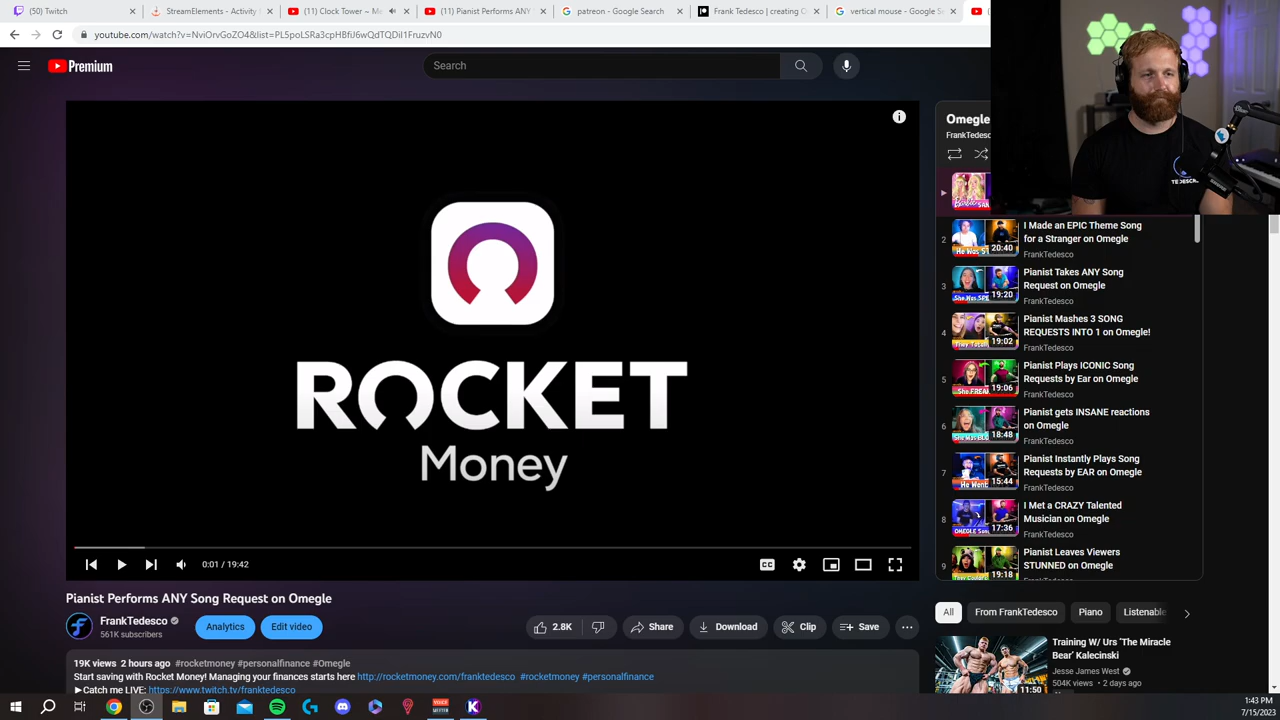 (50) Twitch
StreamElements - Activity
(11) Clock Tower – Me
(11) Pianist Performs ANY
patreon - Google Search
Frank Tedesco | creating Co
vertical mouse - Google Se
youtube.com/watch?v=NviOrvGoZO4&list=PL5poLSRa3cpHBfiJ6wQdTQDiI1FruzvN0
Premium
Search
ROCKET
Money
0:01 / 19:42
Pianist Performs ANY Song Request on Omegle
FrankTedesco
561K subscribers
Analytics
Edit video
2.8K
Share
Download
Clip
Save
19K views 2 hours ago #rocketmoney #personalfinance #Omegle
Start saving with Rocket Money! Managing your finances starts here http://rocketmoney.com/franktedesco #rocketmoney #personalfinance
►Catch me LIVE: https://www.twitch.tv/franktedesco
Omegle
FrankTedesco
Barbie
2
20:40
I Made an EPIC Theme Song
for a Stranger on Omegle
FrankTedesco
3
19:20
Pianist Takes ANY Song
Request on Omegle
FrankTedesco
4
19:02
Pianist Mashes 3 SONG
REQUESTS INTO 1 on Omegle!
FrankTedesco
5
19:06
Pianist Plays ICONIC Song
Requests by Ear on Omegle
FrankTedesco
6
18:48
Pianist gets INSANE reactions
on Omegle
FrankTedesco
7
15:44
Pianist Instantly Plays Song
Requests by EAR on Omegle
FrankTedesco
8
17:36
I Met a CRAZY Talented
Musician on Omegle
FrankTedesco
9
19:18
Pianist Leaves Viewers
STUNNED on Omegle
All
From FrankTedesco
Piano
Listenable
11:50
Training W/ Urs 'The Miracle
Bear' Kalecinski
Jesse James West
504K views • 2 days ago
TEDESCO
1:43 PM
7/15/2023